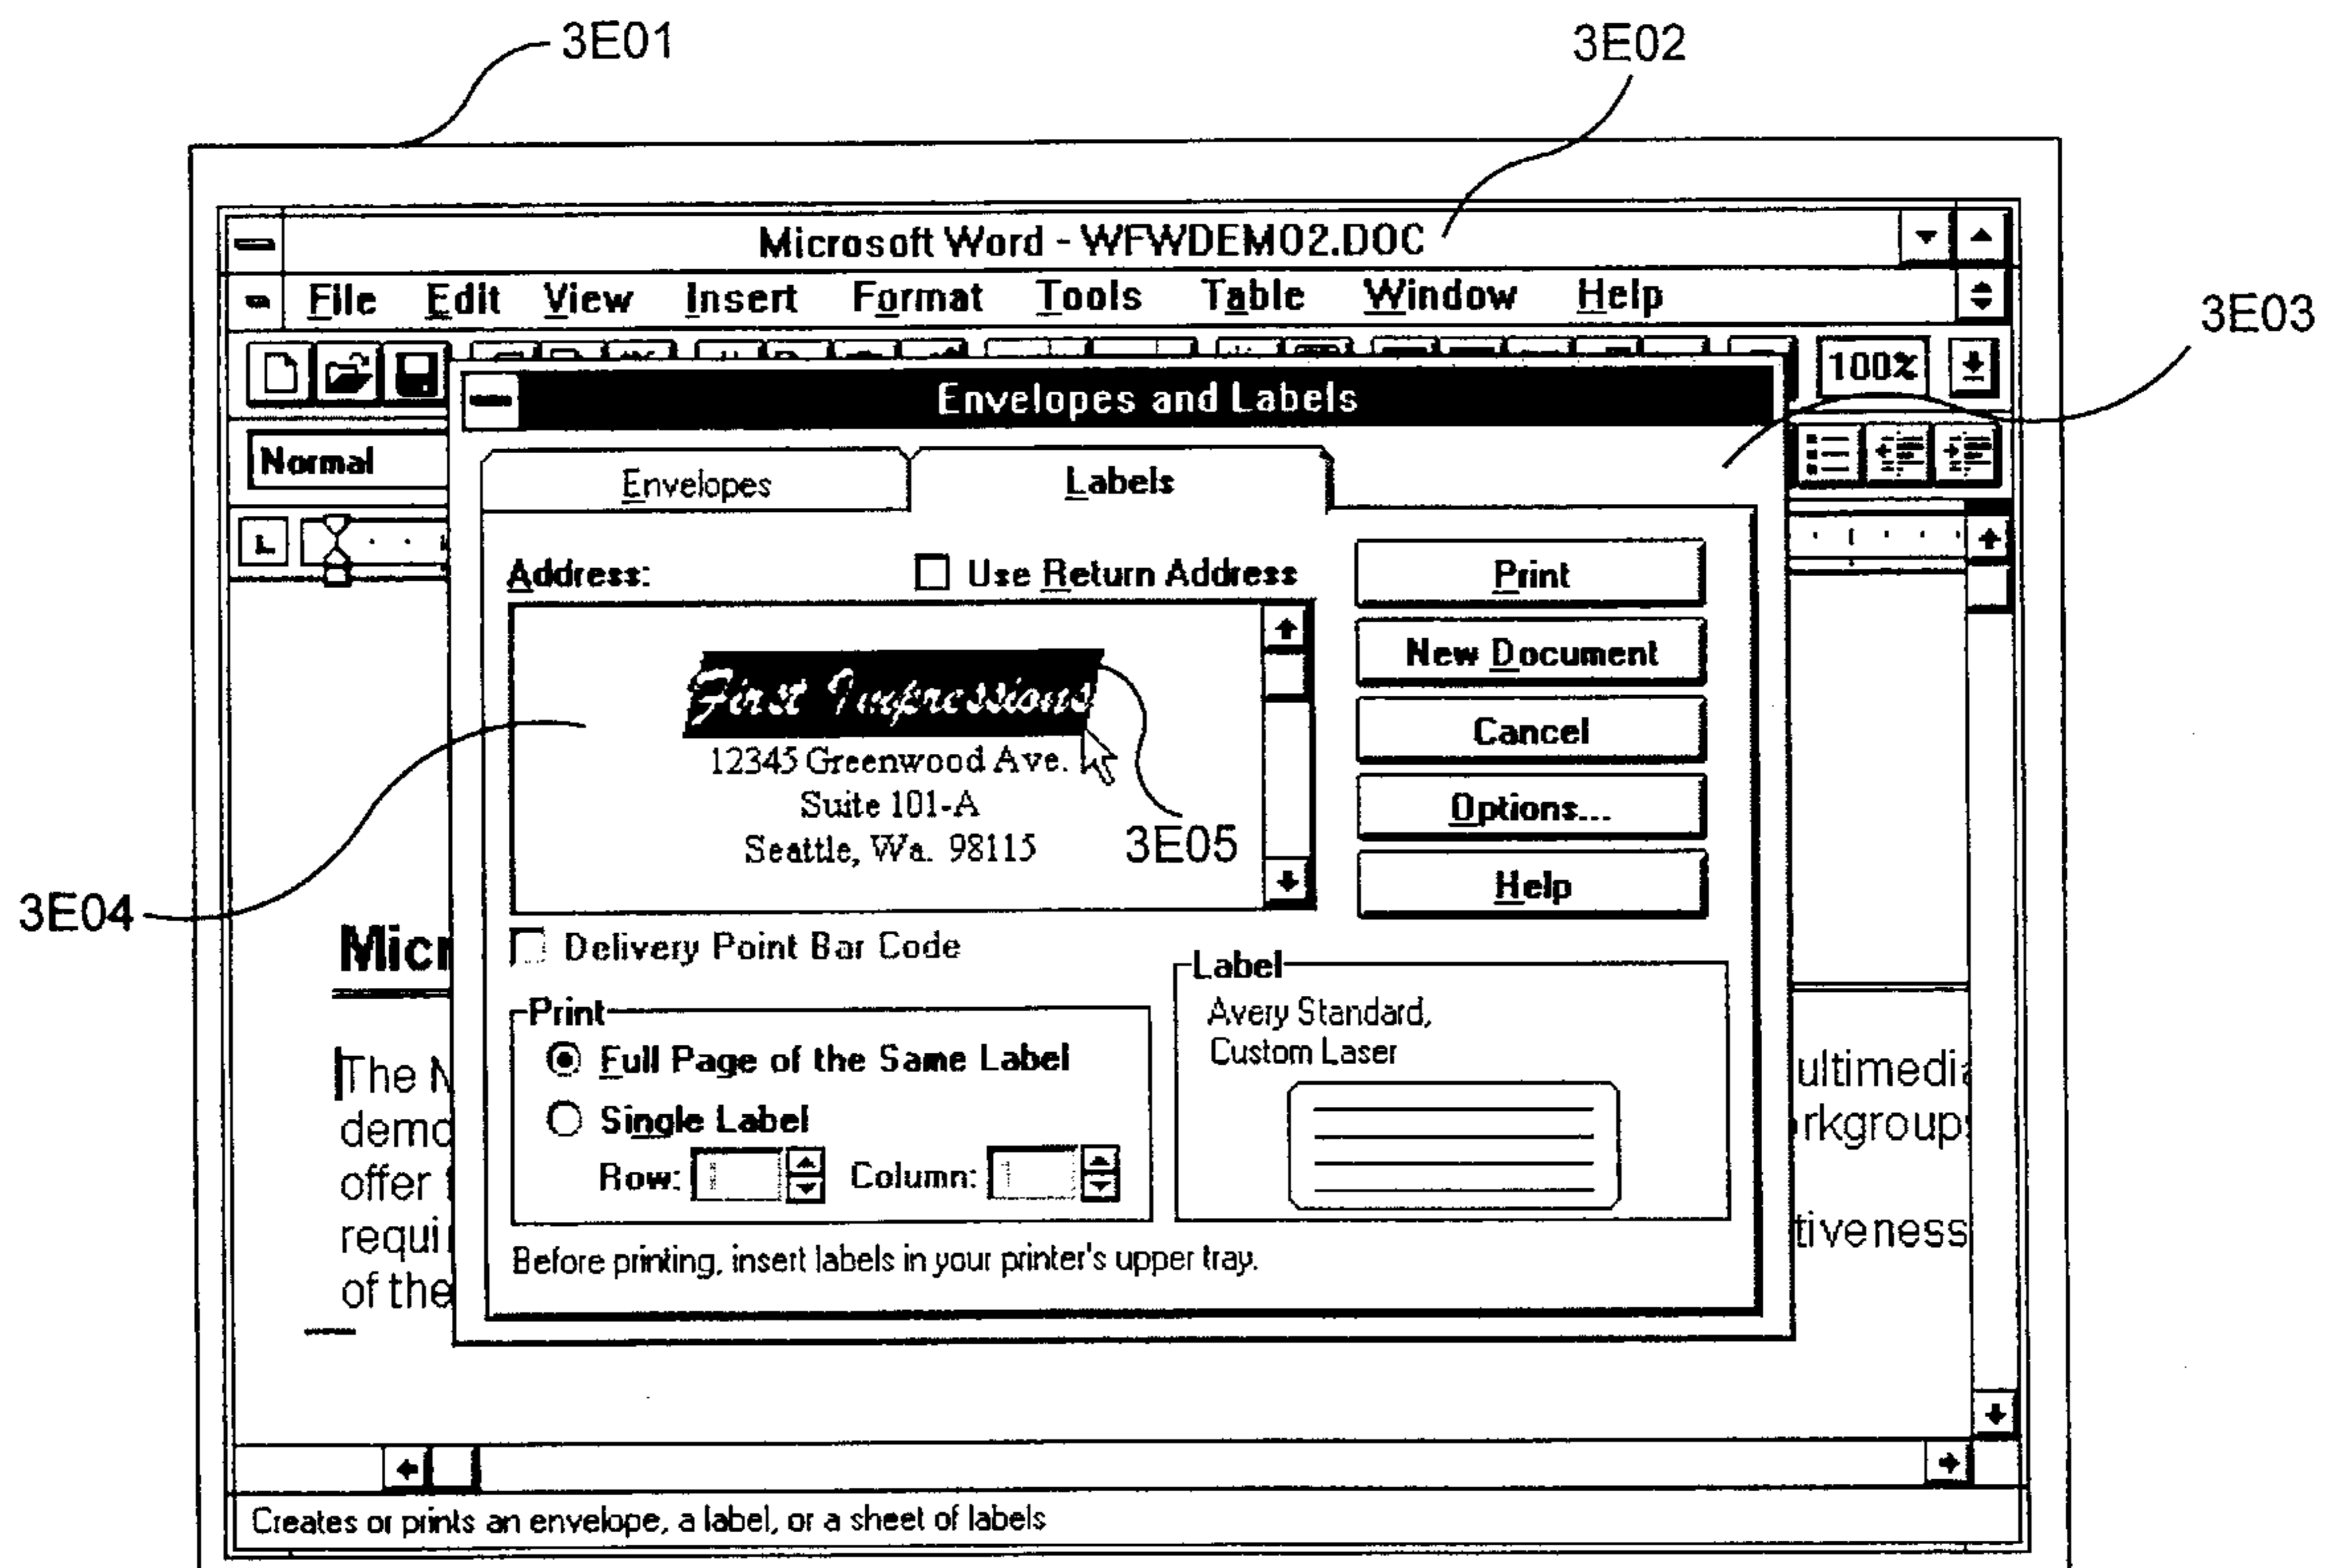 3E01
3E02
Microsoft Word - WFWDEMO2.DOC
File Edit View Insert Format Tools Table Window Help
3E03
100%
Envelopes and Labels
Normal
Envelopes Labels
L
Address: Use Return Address Print
First Impressions
New Document
12345 Greenwood Ave.
Cancel
Suite 101-A
Options...
Seattle, Wa. 98115
3E05
Help
3E04
Delivery Point Bar Code
Micr
Label
Print
Avery Standard,
Custom Laser
Full Page of the Same Label
The ultimedia
Single Label
demo rkgroup
Row: 1 Column: 1
offer
requi tiveness
Before printing, insert labels in your printer's upper tray.
of the
Creates or prints an envelope, a label, or a sheet of labels